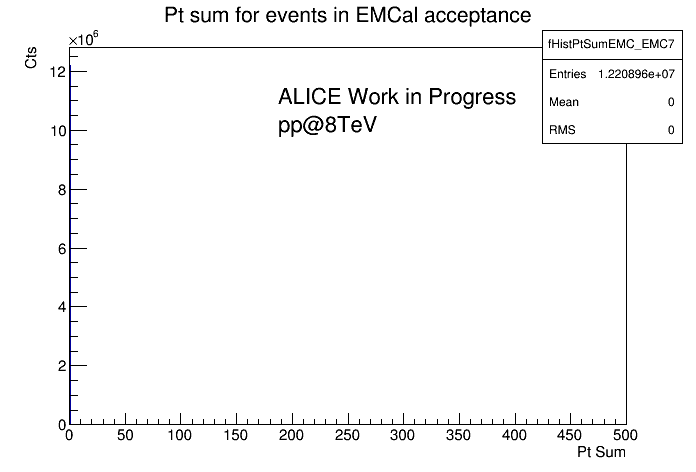 Pt sum for events in EMCal acceptance
×10⁶
Cts
fHistPtSumEMC_EMC7
Entries 1.220896e+07
Mean 0
RMS 0
ALICE Work in Progress
pp@8TeV
12
10
8
6
4
2
0
0 50 100 150 200 250 300 350 400 450 500
Pt Sum